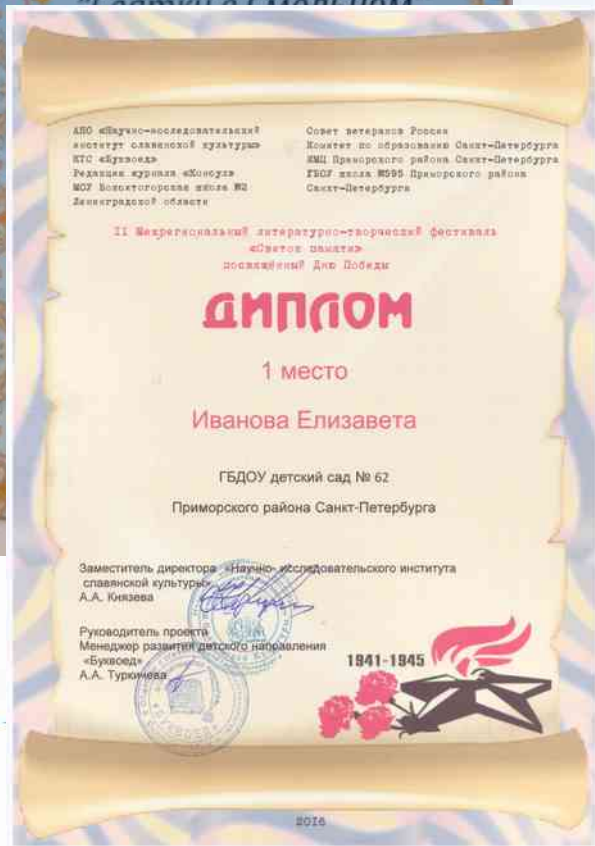 АНО «Научно-исследовательский
институт славянской культуры»
КТС «Буквоед»
Редакция журнала «Консул»
МОУ Бокситогорская школа №2
Ленинградской области
Совет ветеранов России
Комитет по образованию Санкт-Петербурга
ИМЦ Приморского района Санкт-Петербурга
ГБОУ школа №595 Приморского района
Санкт-Петербурга
II Межрегиональный литературно-творческий фестиваль
«Светок памяти»
посвящённый Дню Победы
ДИПЛОМ
1 место
Иванова Елизавета
ГБДОУ детский сад № 62
Приморского района Санкт-Петербурга
Заместитель директора «Научно- исследовательского института
славянской культуры»
А.А. Князева
Руководитель проекта
Менеджер развития детского направления
«Буквоед»
А.А. Туркичева
1941-1945
2016